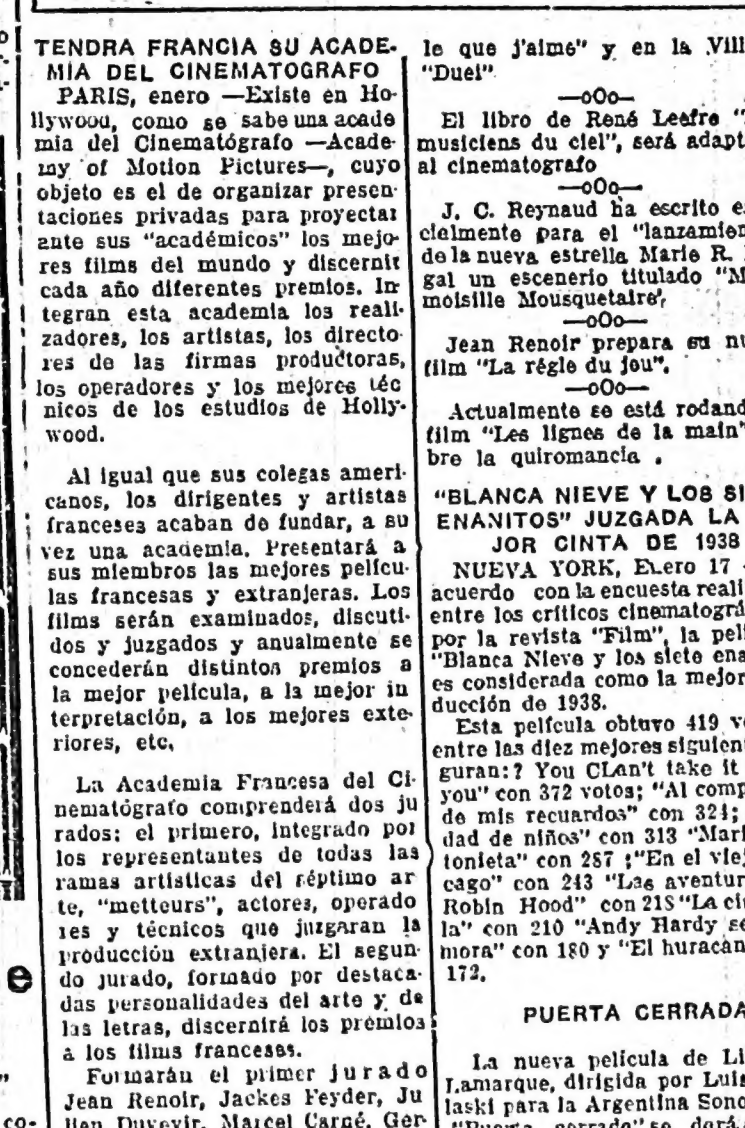 TENDRA FRANCIA SU ACADE-
MIA DEL CINEMATOGRAFO
PARIS, enero —Existe en Ho-
llywood, como se sabe una acade
mia del Cinematógrafo —Acade-
my of Motion Pictures—, cuyo
objeto es el de organizar presen-
taciones privadas para proyectar
ante sus "académicos" los mejo-
res films del mundo y discernir
cada año diferentes premios. In
tegran esta academia los reali-
zadores, los artistas, los directo-
res de las firmas productoras,
los operadores y los mejores téc
nicos de los estudios de Holly-
wood.
Al igual que sus colegas ameri-
canos, los dirigentes y artistas
franceses acaban de fundar, a su
vez una academia. Presentará a
sus miembros las mejores pelícu-
las francesas y extranjeras. Los
films serán examinados, discuti-
dos y juzgados y anualmente se
concederán distintos premios a
la mejor película, a la mejor in
terpretación, a los mejores exte-
riores, etc,
La Academia Francesa del Ci-
nematógrafo comprenderá dos ju
rados: el primero, integrado por
los representantes de todas las
ramas artísticas del séptimo ar
te, "metteurs", actores, operado
res y técnicos que juzgaran la
producción extranjera. El segun-
do jurado, formado por destaca-
das personalidades del arte y de
las letras, discernirá los premios
a los films franceses.
Formarán el primer jurado
Jean Renoir, Jackes Feyder, Ju
lien Duvevir, Marcel Carné, Ger-
le que j'aime" y en la Vill
"Duel"
—oOo—
El libro de René Leefre "
musiciens du ciel", será adapt
al cinematografo
—oOo—
J. C. Reynaud ha escrito e
cielmente para el "lanzamien
de la nueva estrella Marie R.
gal un escenerio titulado "M
moisille Mousquetaire",
—oOo—
Jean Renoir prepara su nu
film "La régle du jou".
—oOo—
Actualmente se está rodand
film "Les lignes de la main"
bre la quiromancia .
"BLANCA NIEVE Y LOS SI
ENANITOS" JUZGADA LA
JOR CINTA DE 1938
NUEVA YORK, Enero 17
acuerdo con la encuesta reali
entre los críticos cinematográ
por la revista "Film", la pel
"Blanca Nieve y los siete ena
es considerada como la mejor
ducción de 1938.
Esta película obtuvo 419 v
entre las diez mejores siguient
guran:? You CLan't take it
you" con 372 votos; "Al comp
de mis recuardos" con 324;
dad de niños" con 313 "Mari
tonieta" con 287 ;"En el viej
cago" con 243 "Las aventur
Robin Hood" con 218 "La ci
la" con 210 "Andy Hardy se
mora" con 180 y "El huracán
172.
PUERTA CERRADA
La nueva película de Li
Lamarque, dirigida por Luis
laski para la Argentina Sono
"Puerta cerrada" se dará
e
co-